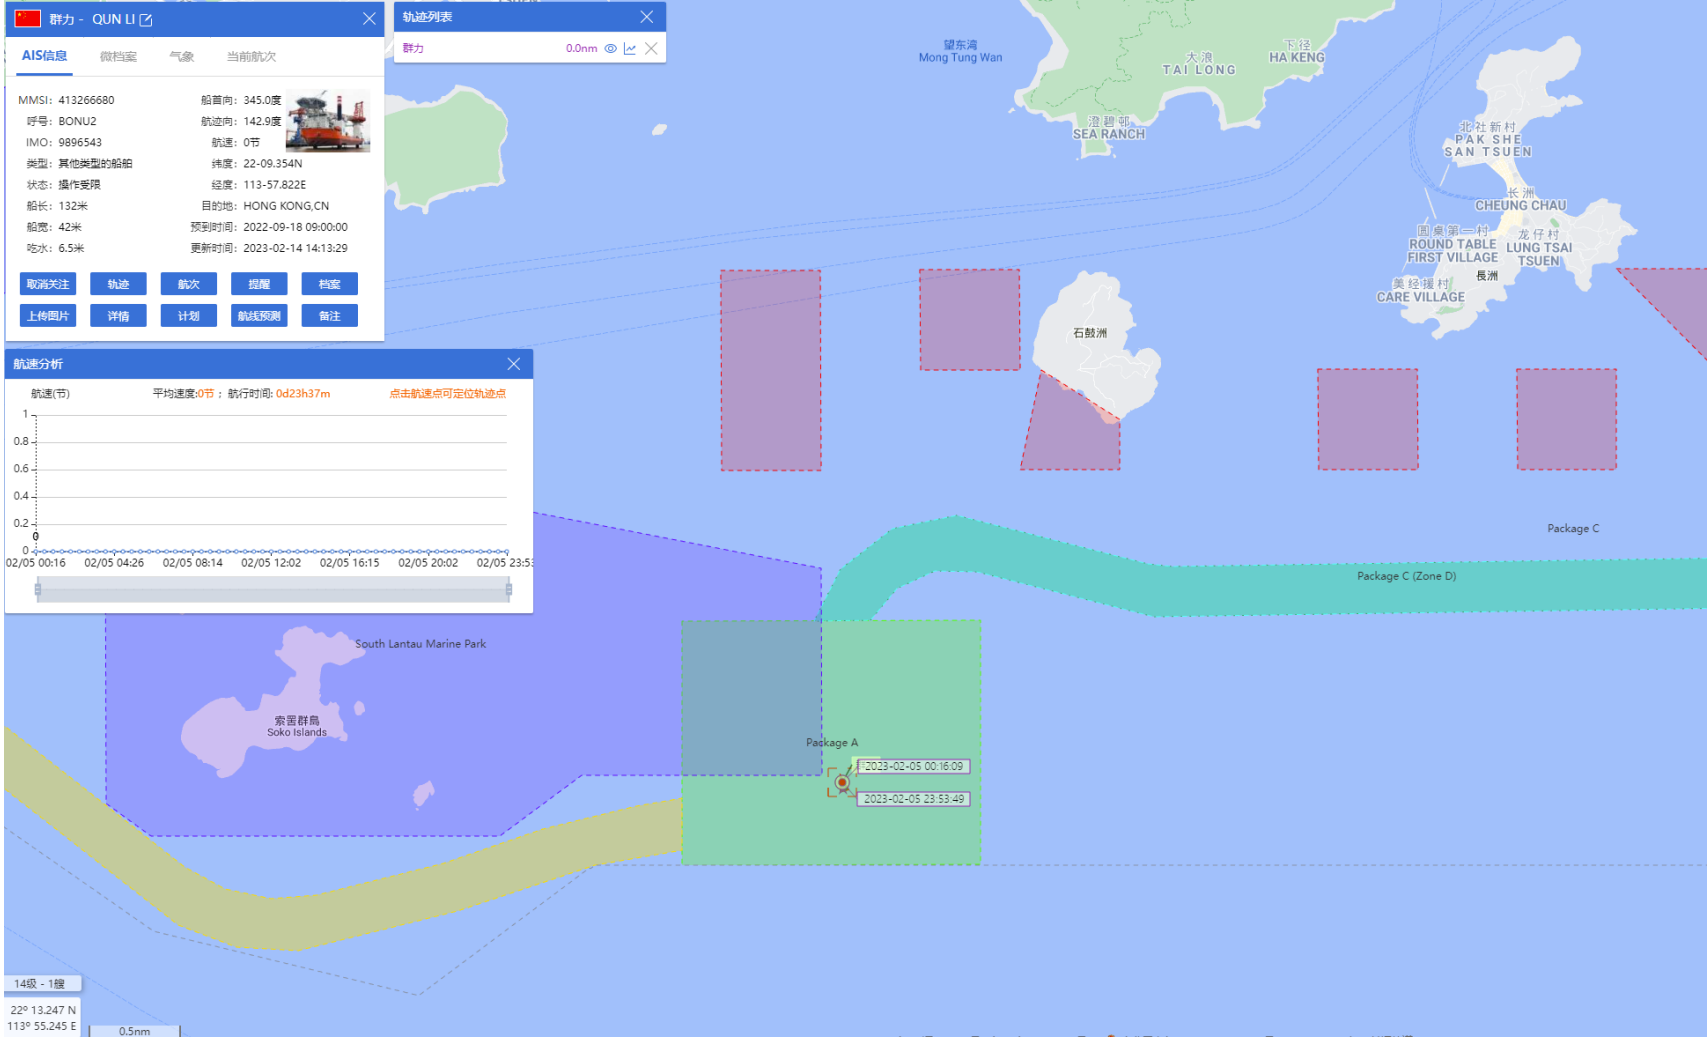 群力 - QUN LI
AIS信息 微档案 气象 当前航次
MMSI: 413266680 船首向: 345.0度
呼号: BONU2 航迹向: 142.9度
IMO: 9896543 航速: 0节
类型: 其他类型的船舶 纬度: 22-09.354N
状态: 操作受限 经度: 113-57.822E
船长: 132米 目的地: HONG KONG,CN
船宽: 42米 预到时间: 2022-09-18 09:00:00
吃水: 6.5米 更新时间: 2023-02-14 14:13:29
取消关注 轨迹 航次 提醒 档案
上传图片 详情 计划 航线预测 备注
轨迹列表
群力 0.0nm
航速分析
航速(节) 平均速度:0节 ; 航行时间: 0d23h37m 点击航速点可定位轨迹点
1
0.8
0.6
0.4
0.2
0
0
02/05 00:16 02/05 04:26 02/05 08:14 02/05 12:02 02/05 16:15 02/05 20:02 02/05 23:53
望东湾
Mong Tung Wan
大浪
TAI LONG
下径
HA KENG
澄碧邨
SEA RANCH
北社新村
PAK SHE
SAN TSUEN
长洲
CHEUNG CHAU
圆桌第一村
ROUND TABLE
FIRST VILLAGE
龙仔村
LUNG TSAI
TSUEN
長洲
美经援村
CARE VILLAGE
石鼓洲
Package C
Package C (Zone D)
South Lantau Marine Park
索罟群島
Soko Islands
Package A
2023-02-05 00:16:09
2023-02-05 23:53:49
14级 - 1艘
22º 13.247 N
113º 55.245 E
0.5nm